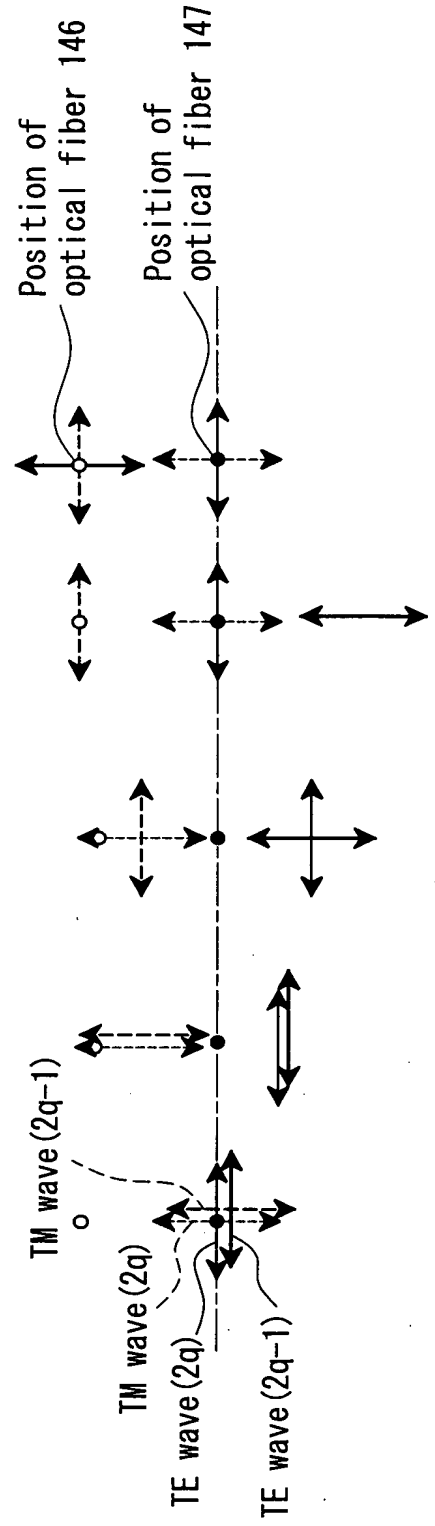 Position of
optical fiber 146
Position of
optical fiber 147
TM wave(2q-1)
TM wave(2q)
TE wave(2q)
TE wave(2q-1)